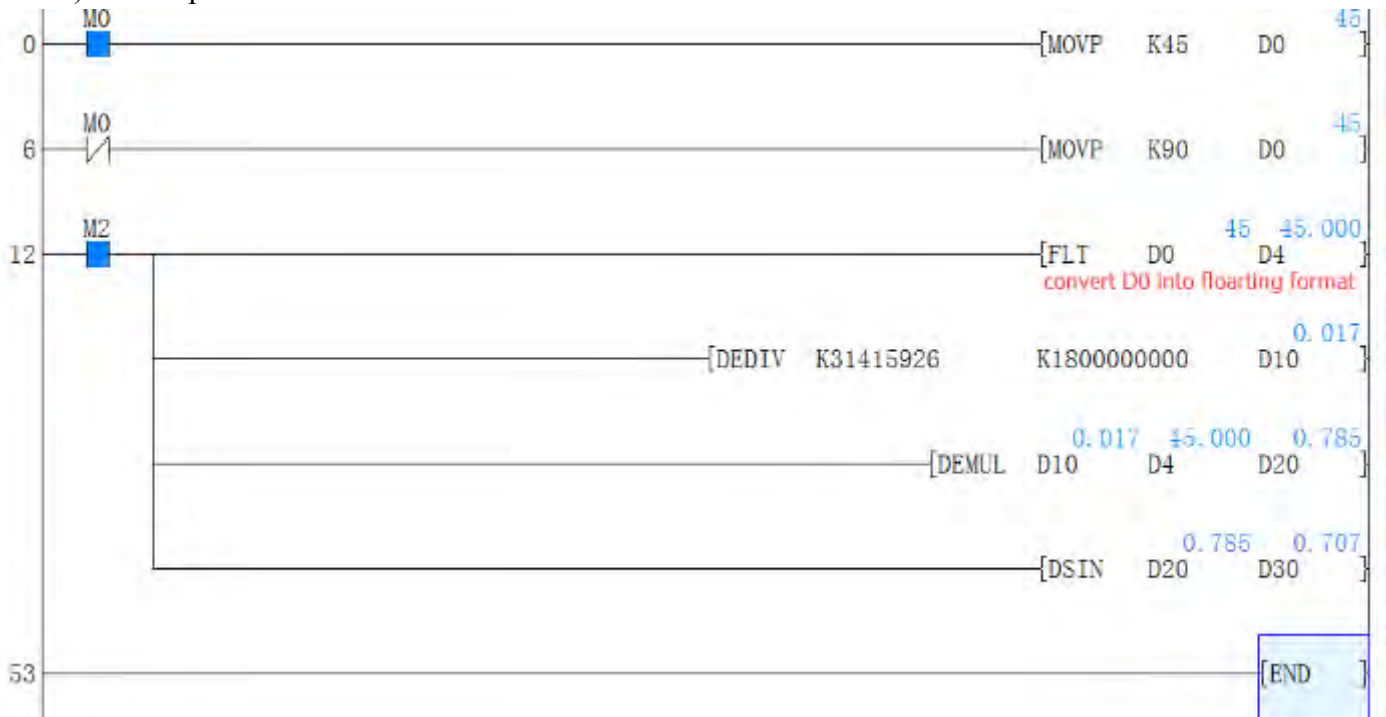 M0 45
0 [MOVP K45 D0 ]
M0 45
6 [MOVP K90 D0 ]
M2 45 45.000
12 [FLT D0 D4 ]
convert D0 into floarting format
0.017
[DEDIV K31415926 K1800000000 D10 ]
0.017 45.000 0.785
[DEMUL D10 D4 D20 ]
0.785 0.707
[DSIN D20 D30 ]
53 [END ]